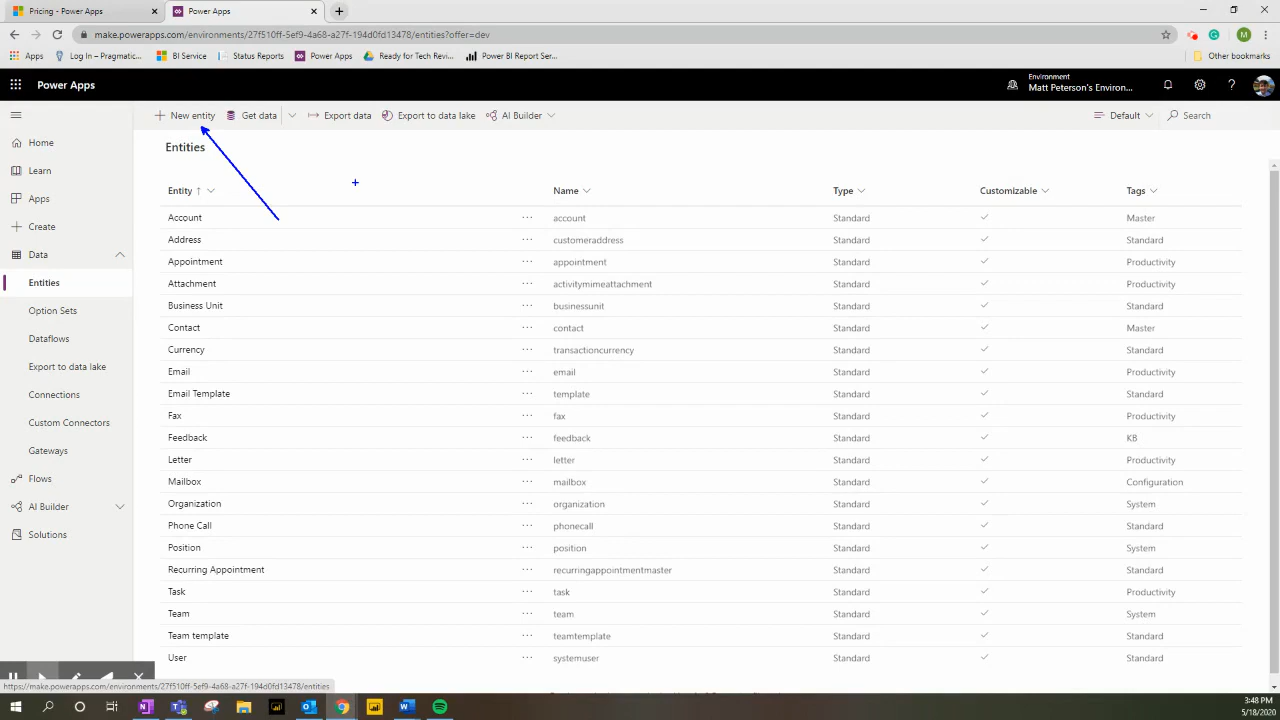 Pricing - Power Apps
Power Apps
make.powerapps.com/environments/27f510ff-5ef9-4a68-a27f-194d0fd13478/entities?offer=dev
M
Apps
Log In – Pragmatic...
BI Service
Status Reports
Power Apps
Ready for Tech Revi...
Power BI Report Ser...
Other bookmarks
Power Apps
Environment
Matt Peterson's Environ...
New entity
Get data
Export data
Export to data lake
AI Builder
Default
Search
Home
Learn
Apps
Create
Data
Entities
Option Sets
Dataflows
Export to data lake
Connections
Custom Connectors
Gateways
Flows
AI Builder
Solutions
Entities
Entity ↑ Name Type Customizable Tags
Account ... account Standard ✓ Master
Address ... customeraddress Standard ✓ Standard
Appointment ... appointment Standard ✓ Productivity
Attachment ... activitymimeattachment Standard ✓ Productivity
Business Unit ... businessunit Standard ✓ Standard
Contact ... contact Standard ✓ Master
Currency ... transactioncurrency Standard ✓ Standard
Email ... email Standard ✓ Productivity
Email Template ... template Standard ✓ Standard
Fax ... fax Standard ✓ Productivity
Feedback ... feedback Standard ✓ KB
Letter ... letter Standard ✓ Productivity
Mailbox ... mailbox Standard ✓ Configuration
Organization ... organization Standard ✓ System
Phone Call ... phonecall Standard ✓ Standard
Position ... position Standard ✓ System
Recurring Appointment ... recurringappointmentmaster Standard ✓ Standard
Task ... task Standard ✓ Productivity
Team ... team Standard ✓ System
Team template ... teamtemplate Standard ✓ Standard
User ... systemuser Standard ✓ Standard
https://make.powerapps.com/environments/27f510ff-5ef9-4a68-a27f-194d0fd13478/entities
3:48 PM
5/18/2020